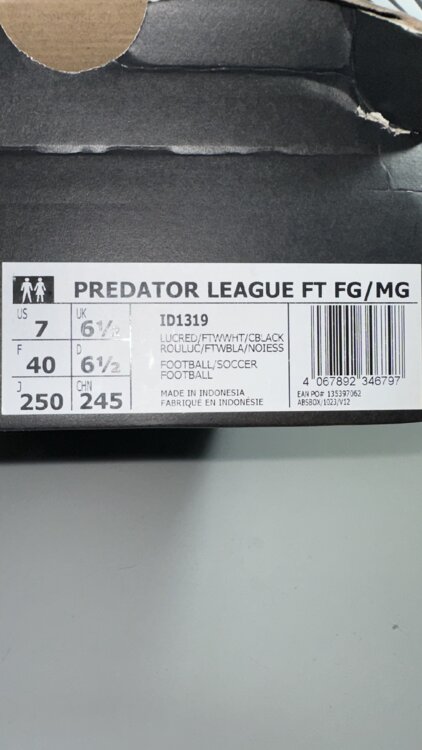 PREDATOR LEAGUE FT FG/MG
US 7
UK 6½
F 40
D 6½
J 250
CHN 245
ID1319
LUCRED/FTWWHT/CBLACK
ROULUC/FTWBLA/NOIESS
FOOTBALL/SOCCER
FOOTBALL
MADE IN INDONESIA
FABRIQUE EN INDONÉSIE
4 067892 346797
EAN PO# 135397062
ABSBOX/1023/V12